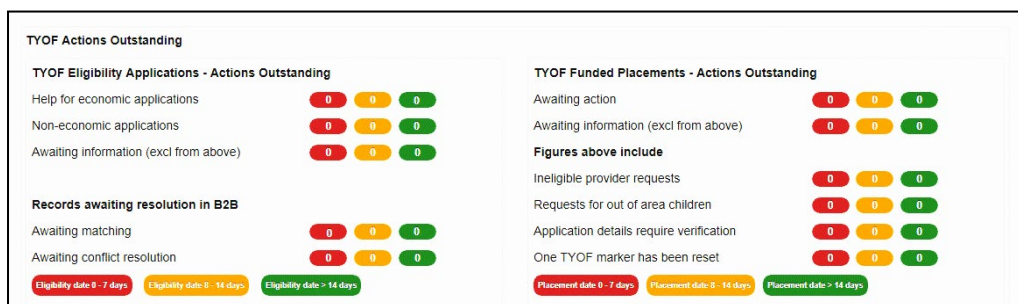 TYOF Actions Outstanding
TYOF Eligibility Applications - Actions Outstanding
Help for economic applications 0 0 0
Non-economic applications 0 0 0
Awaiting information (excl from above) 0 0 0
Records awaiting resolution in B2B
Awaiting matching 0 0 0
Awaiting conflict resolution 0 0 0
Eligibility date 0 - 7 days Eligibility date 8 - 14 days Eligibility date > 14 days
TYOF Funded Placements - Actions Outstanding
Awaiting action 0 0 0
Awaiting information (excl from above) 0 0 0
Figures above include
Ineligible provider requests 0 0 0
Requests for out of area children 0 0 0
Application details require verification 0 0 0
One TYOF marker has been reset 0 0 0
Placement date 0 - 7 days Placement date 8 - 14 days Placement date > 14 days